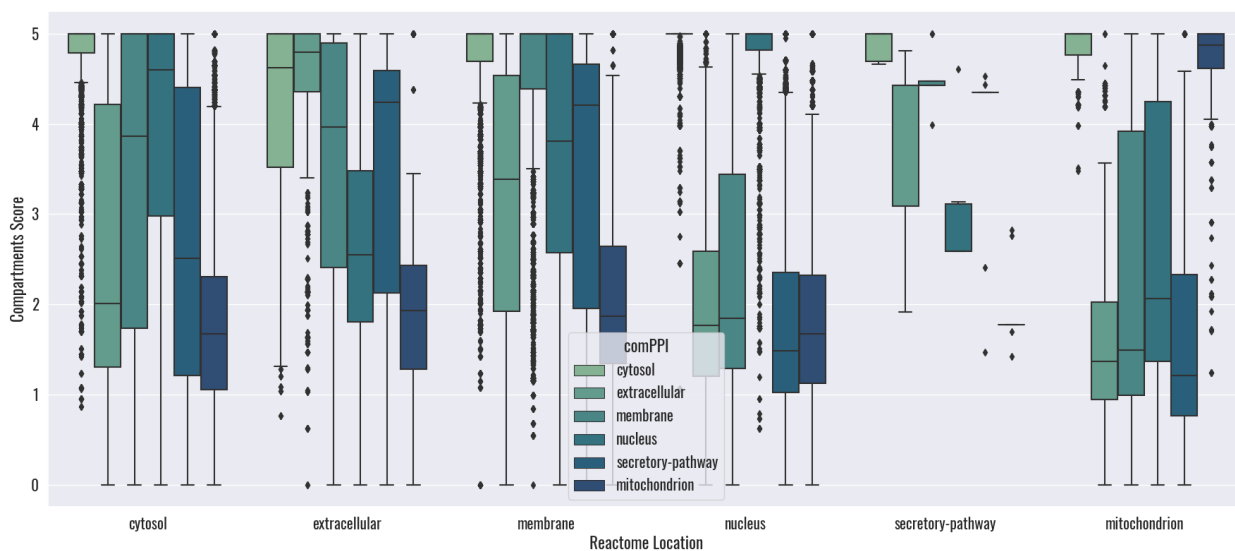 5
4
3
2
1
0
Compartments Score
cytosol
extracellular
membrane
nucleus
secretory-pathway
mitochondrion
Reactome Location
comPPI
cytosol
extracellular
membrane
nucleus
secretory-pathway
mitochondrion